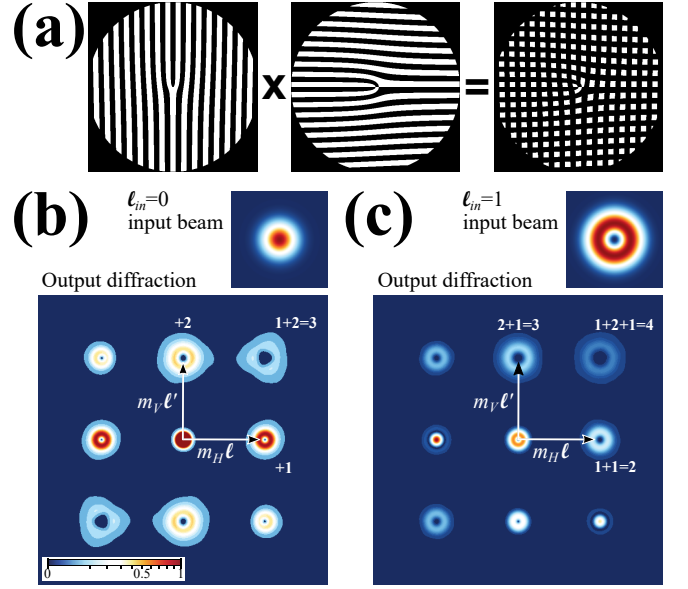 (a)
x
=
(b)
ℓin=0
input beam
Output diffraction
+2
1+2=3
mVℓ'
mHℓ
+1
0
0.5
1
(c)
ℓin=1
input beam
Output diffraction
2+1=3
1+2+1=4
mVℓ'
mHℓ
1+1=2